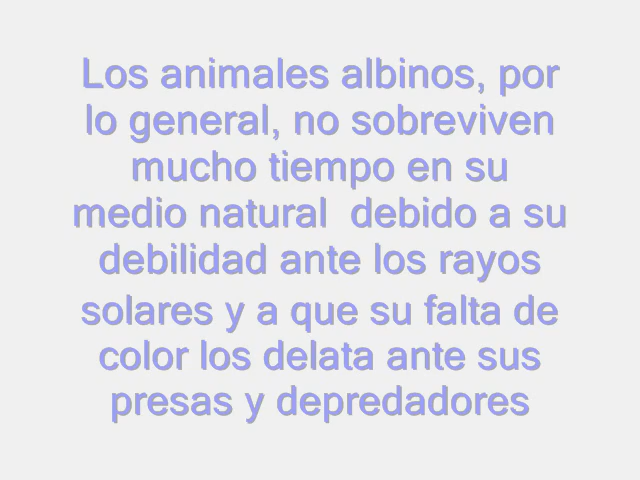 Los animales albinos, por
lo general, no sobreviven
mucho tiempo en su
medio natural  debido a su
debilidad ante los rayos
solares y a que su falta de
color los delata ante sus
presas y depredadores